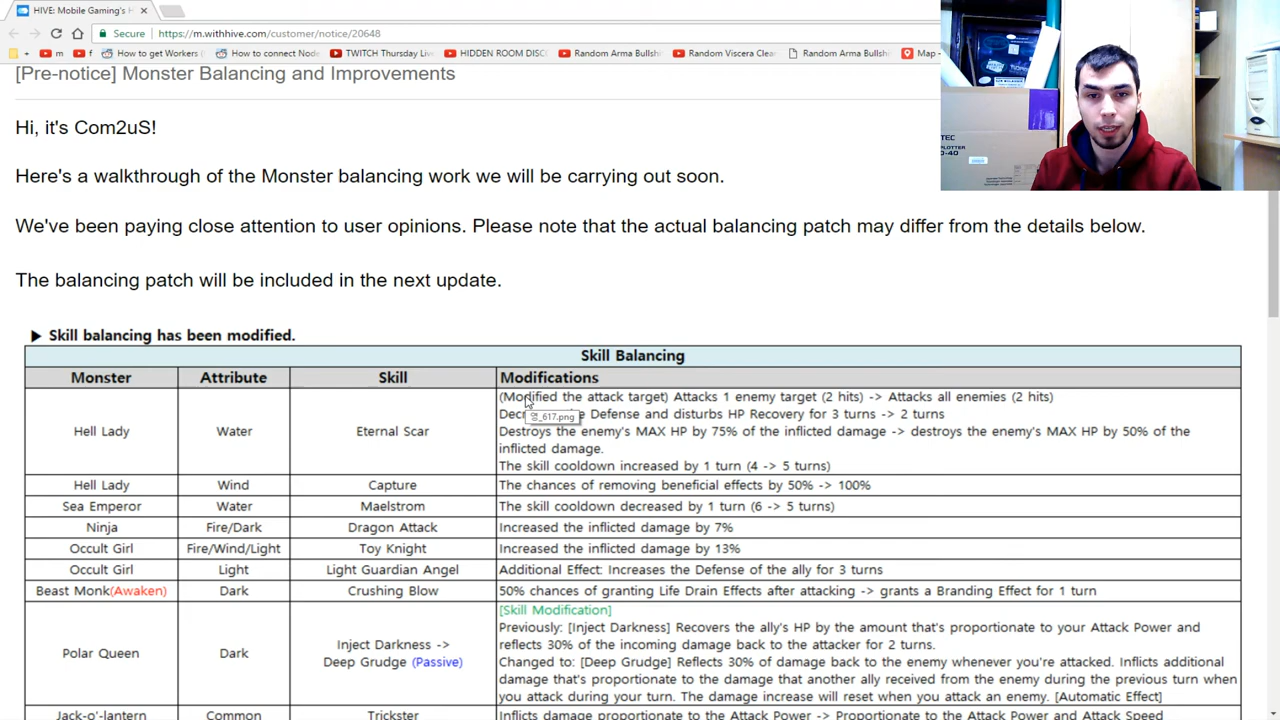 HIVE: Mobile Gaming's H
Secure
https://m.withhive.com/customer/notice/20648
m
f
How to get Workers (
How to connect Node
TWITCH Thursday Live
HIDDEN ROOM DISC
Random Arma Bullshi
Random Viscera Clea
Random Arma Bullshi
Map -
[Pre-notice] Monster Balancing and Improvements
Hi, it's Com2uS!
Here's a walkthrough of the Monster balancing work we will be carrying out soon.
We've been paying close attention to user opinions. Please note that the actual balancing patch may differ from the details below.
The balancing patch will be included in the next update.
▶ Skill balancing has been modified.
Skill Balancing
Monster Attribute Skill Modifications
Hell Lady Water Eternal Scar
(Modified the attack target) Attacks 1 enemy target (2 hits) -> Attacks all enemies (2 hits)
Defense and disturbs HP Recovery for 3 turns -> 2 turns
영_617.png
Destroys the enemy's MAX HP by 75% of the inflicted damage -> destroys the enemy's MAX HP by 50% of the
inflicted damage.
The skill cooldown increased by 1 turn (4 -> 5 turns)
Hell Lady Wind Capture The chances of removing beneficial effects by 50% -> 100%
Sea Emperor Water Maelstrom The skill cooldown decreased by 1 turn (6 -> 5 turns)
Ninja Fire/Dark Dragon Attack Increased the inflicted damage by 7%
Occult Girl Fire/Wind/Light Toy Knight Increased the inflicted damage by 13%
Occult Girl Light Light Guardian Angel Additional Effect: Increases the Defense of the ally for 3 turns
Beast Monk(Awaken) Dark Crushing Blow 50% chances of granting Life Drain Effects after attacking -> grants a Branding Effect for 1 turn
Polar Queen Dark
Inject Darkness ->
Deep Grudge (Passive)
[Skill Modification]
Previously: [Inject Darkness] Recovers the ally's HP by the amount that's proportionate to your Attack Power and
reflects 30% of the incoming damage back to the attacker for 2 turns.
Changed to: [Deep Grudge] Reflects 30% of damage back to the enemy whenever you're attacked. Inflicts additional
damage that's proportionate to the damage that another ally received from the enemy during the previous turn when
you attack during your turn. The damage increase will reset when you attack an enemy. [Automatic Effect]
Jack-o'-lantern Common Trickster Inflicts damage proportionate to the Attack Power -> Proportionate to the Attack Power and Attack Speed